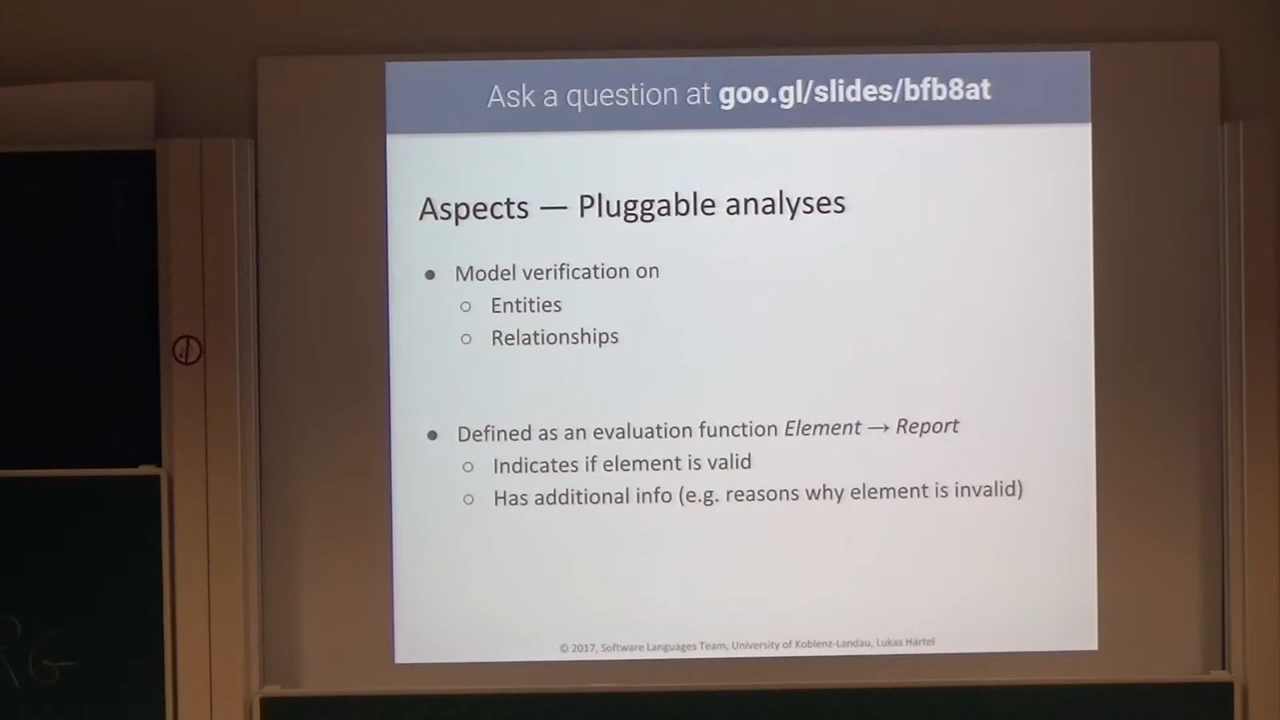 Ask a question at goo.gl/slides/bfb8at
Aspects — Pluggable analyses
● Model verification on
○ Entities
○ Relationships
● Defined as an evaluation function Element → Report
○ Indicates if element is valid
○ Has additional info (e.g. reasons why element is invalid)
© 2017, Software Languages Team, University of Koblenz-Landau, Lukas Härtel
RG